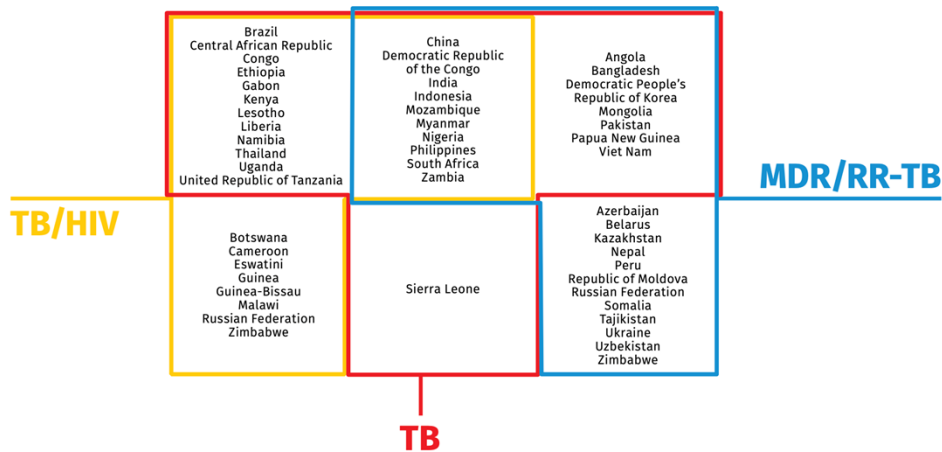 Brazil
Central African Republic
Congo
Ethiopia
Gabon
Kenya
Lesotho
Liberia
Namibia
Thailand
Uganda
United Republic of Tanzania
China
Democratic Republic
of the Congo
India
Indonesia
Mozambique
Myanmar
Nigeria
Philippines
South Africa
Zambia
Angola
Bangladesh
Democratic People's
Republic of Korea
Mongolia
Pakistan
Papua New Guinea
Viet Nam
MDR/RR-TB
TB/HIV
Botswana
Cameroon
Eswatini
Guinea
Guinea-Bissau
Malawi
Russian Federation
Zimbabwe
Sierra Leone
Azerbaijan
Belarus
Kazakhstan
Nepal
Peru
Republic of Moldova
Russian Federation
Somalia
Tajikistan
Ukraine
Uzbekistan
Zimbabwe
TB